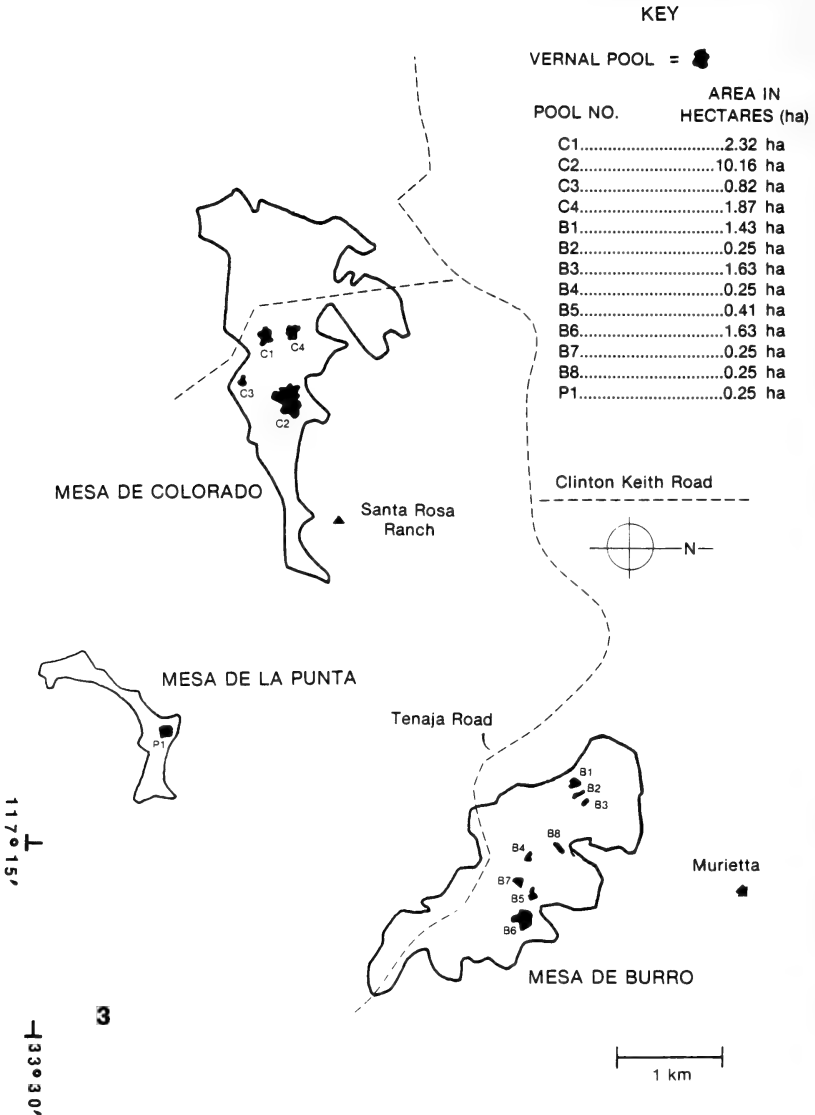 KEY
VERNAL POOL =
POOL NO. AREA IN HECTARES (ha)
C1............................2.32 ha
C2............................10.16 ha
C3............................0.82 ha
C4............................1.87 ha
B1............................1.43 ha
B2............................0.25 ha
B3............................1.63 ha
B4............................0.25 ha
B5............................0.41 ha
B6............................1.63 ha
B7............................0.25 ha
B8............................0.25 ha
P1............................0.25 ha
C1
C4
C3
C2
MESA DE COLORADO
Santa Rosa
Ranch
Clinton Keith Road
N
MESA DE LA PUNTA
P1
Tenaja Road
B1
B2
B3
B8
B4
B7
B5
B6
Murietta
MESA DE BURRO
117°15'
3
33°30'
1 km